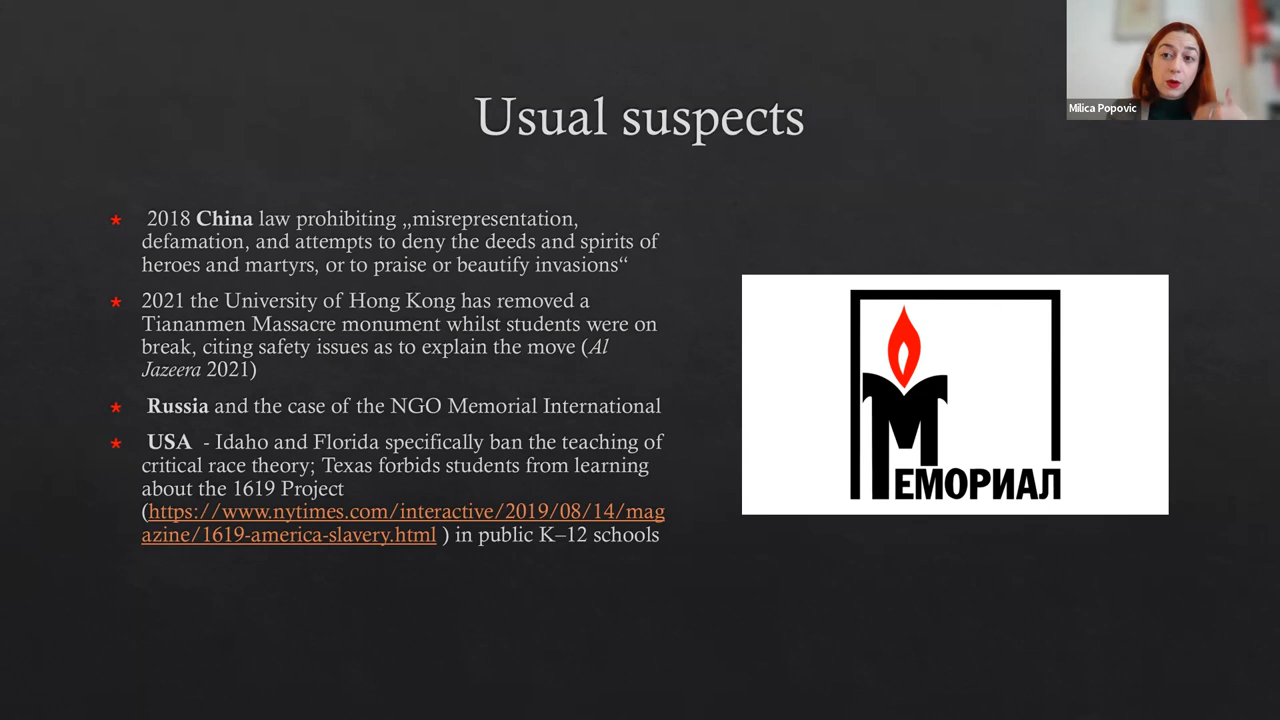 Milica Popovic
Usual suspects
2018 China law prohibiting „misrepresentation,
defamation, and attempts to deny the deeds and spirits of
heroes and martyrs, or to praise or beautify invasions“
2021 the University of Hong Kong has removed a
Tiananmen Massacre monument whilst students were on
break, citing safety issues as to explain the move (Al
Jazeera 2021)
Russia and the case of the NGO Memorial International
USA - Idaho and Florida specifically ban the teaching of
critical race theory; Texas forbids students from learning
about the 1619 Project
(https://www.nytimes.com/interactive/2019/08/14/mag
azine/1619-america-slavery.html ) in public K–12 schools
МЕМОРИАЛ